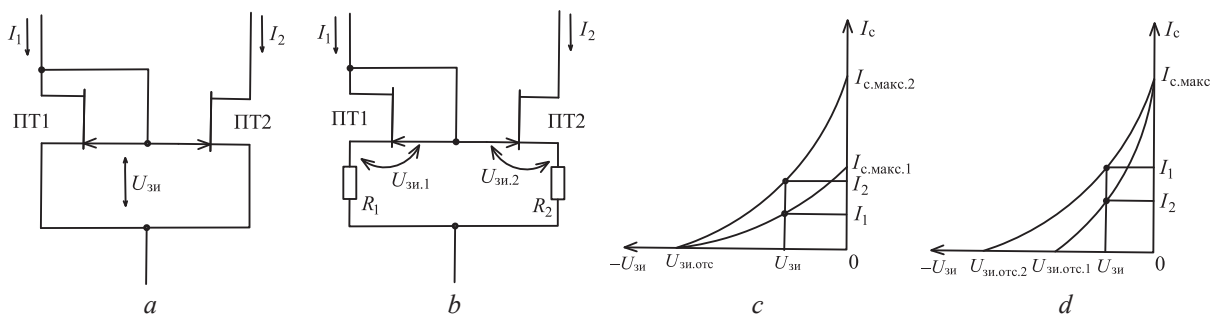 I₁
I₂
ПТ1
ПТ2
Uзи
a
I₁
I₂
ПТ1
ПТ2
Uзи.1
Uзи.2
R₁
R₂
b
Iс
Iс.макс.2
Iс.макс.1
I₂
I₁
−Uзи
Uзи.отс
Uзи
0
c
Iс
Iс.макс
I₁
I₂
−Uзи
Uзи.отс.2
Uзи.отс.1
Uзи
0
d